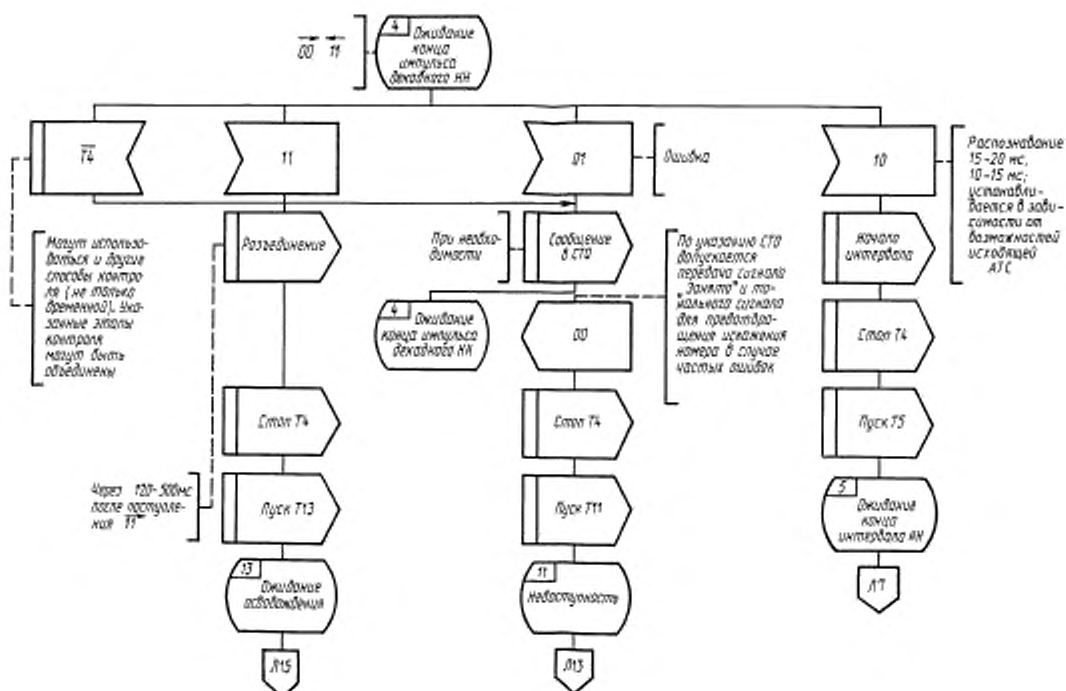 00 11
4
Ожидание
конца
импульса
декадного НН
T4
11
01
Ошибка
10
Распознавание
15-20 мс,
10-15 мс;
устанавли-
вается в зави-
симости от
возможностей
исходящей
АТС
Могут использо-
ваться и другие
способы контро-
ля (не только
временной). Ука-
занные этапы
контроля
могут быть
объединены
Разъединение
При необхо-
димости
Сообщение
в СТО
По указанию СТО
допускается
передача сигнала
"Занято" и то-
нального сигнала
для предотвра-
щения искажения
номера в случае
частых ошибок
Начало
интервала
4
Ожидание
конца импульса
декадного НН
00
Стоп Т4
Стоп Т4
Стоп Т4
Пуск Т5
Через 120-500мс
после поступле-
ния 11
Пуск Т13
Пуск Т11
5
Ожидание
конца
интервала НН
13
Ожидание
освобождения
11
Недоступность
Л7
Л15
Л13